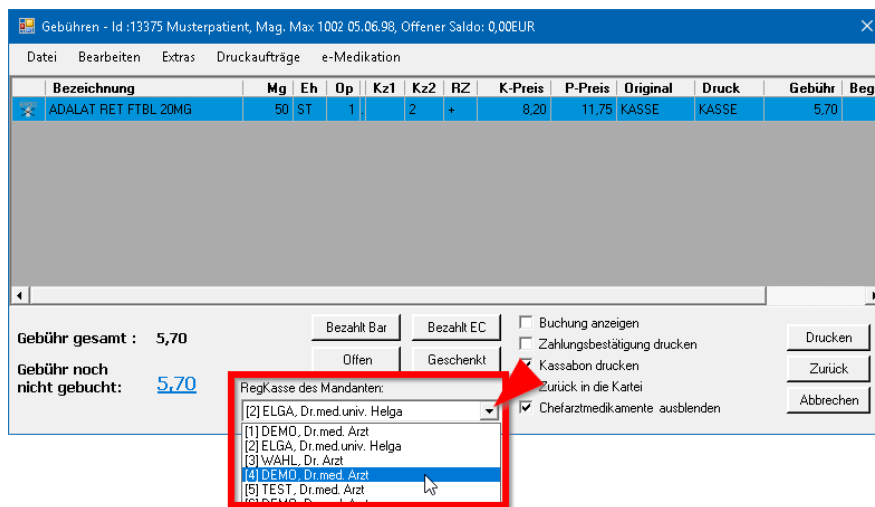 Gebühren - Id :13375 Musterpatient, Mag. Max 1002 05.06.98, Offener Saldo: 0,00EUR
Datei Bearbeiten Extras Druckaufträge e-Medikation
Bezeichnung Mg Eh Op Kz1 Kz2 RZ K-Preis P-Preis Original Druck Gebühr Beg
ADALAT RET FTBL 20MG 50 ST 1 . 2 + 8,20 11,75 KASSE KASSE 5,70
Gebühr gesamt : 5,70
Gebühr noch
nicht gebucht: 5,70
Bezahlt Bar Bezahlt EC
Offen Geschenkt
RegKasse des Mandanten:
[2] ELGA, Dr.med.univ. Helga
[1] DEMO, Dr.med. Arzt
[2] ELGA, Dr.med.univ. Helga
[3] WAHL, Dr. Arzt
[4] DEMO, Dr.med. Arzt
[5] TEST, Dr.med. Arzt
Buchung anzeigen
Zahlungsbestätigung drucken
Kassabon drucken
Zurück in die Kartei
Chefarztmedikamente ausblenden
Drucken
Zurück
Abbrechen